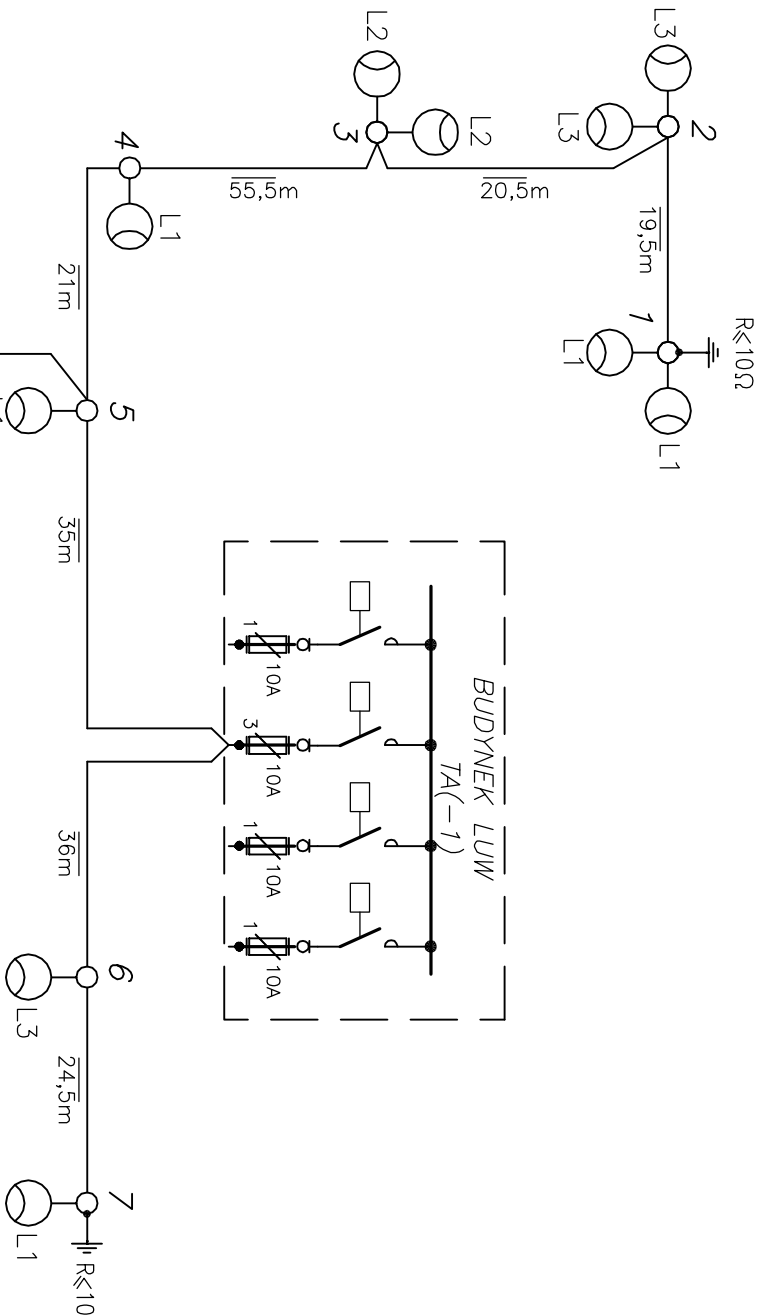 R⩽10Ω
L1
1
L1
19,5m
2
L3
L3
20,5m
L2
3
L2
55,5m
4
L1
21m
5
35m
BUDYNEK LUW
TA(-1)
1
10A
3
10A
1
10A
1
10A
36m
6
L3
24,5m
7
L1
R⩽10